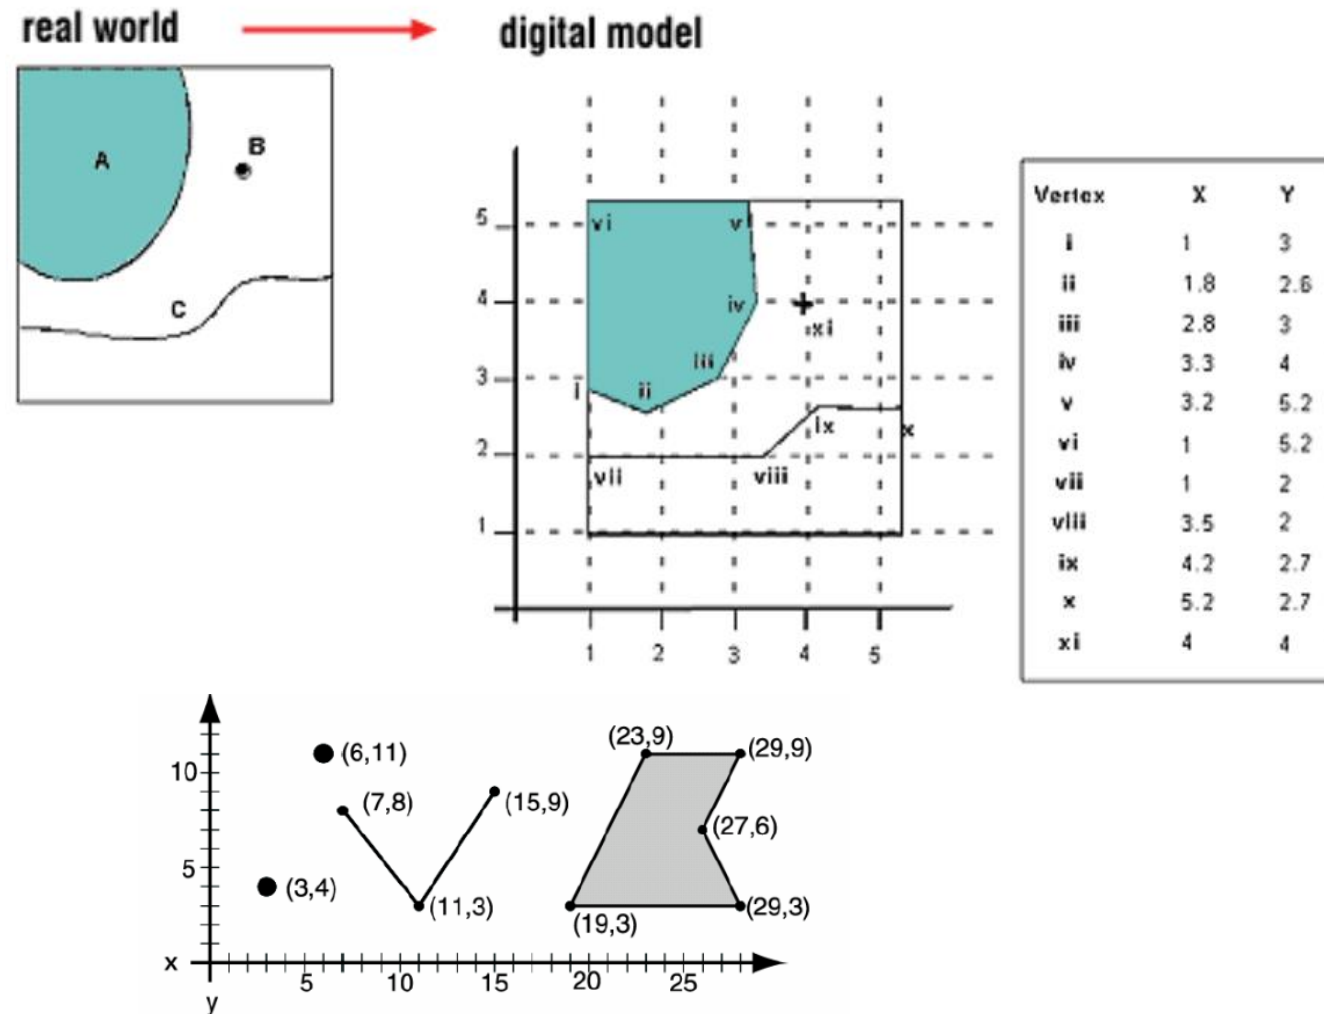 real world
digital model
A
B
C
5
4
3
2
1
vi
v
iv
xi
iii
i
ii
ix
x
vii
viii
1 2 3 4 5
Vertex X Y
i 1 3
ii 1.8 2.6
iii 2.8 3
iv 3.3 4
v 3.2 5.2
vi 1 5.2
vii 1 2
viii 3.5 2
ix 4.2 2.7
x 5.2 2.7
xi 4 4
(23,9)
(29,9)
(6,11)
10
(7,8)
(15,9)
(27,6)
5
(3,4)
(11,3)
(29,3)
(19,3)
x
5 10 15 20 25
y